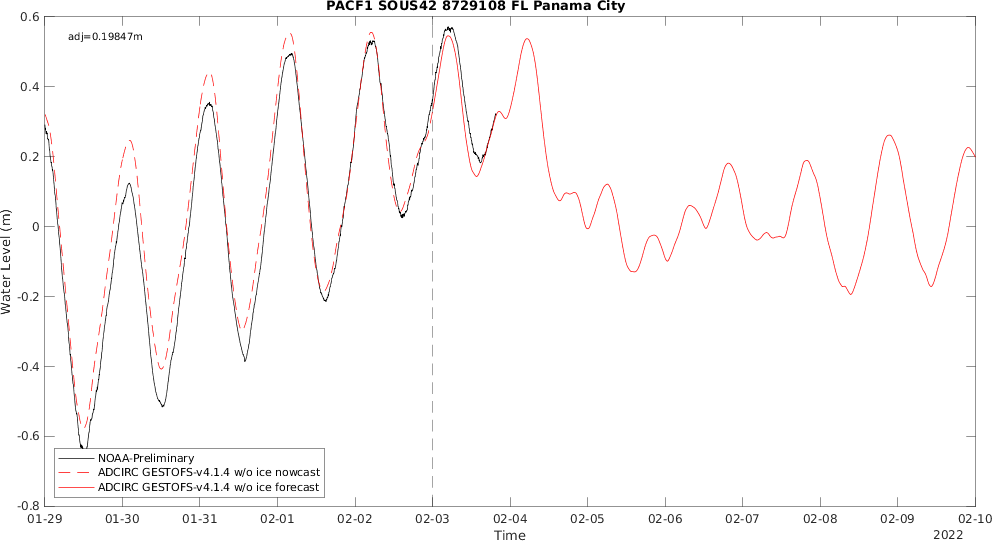 PACF1 SOUS42 8729108 FL Panama City
adj=0.19847m
0.6
0.4
0.2
0
-0.2
-0.4
-0.6
-0.8
Water Level (m)
NOAA-Preliminary
ADCIRC GESTOFS-v4.1.4 w/o ice nowcast
ADCIRC GESTOFS-v4.1.4 w/o ice forecast
01-29 01-30 01-31 02-01 02-02 02-03 02-04 02-05 02-06 02-07 02-08 02-09 02-10
Time
2022